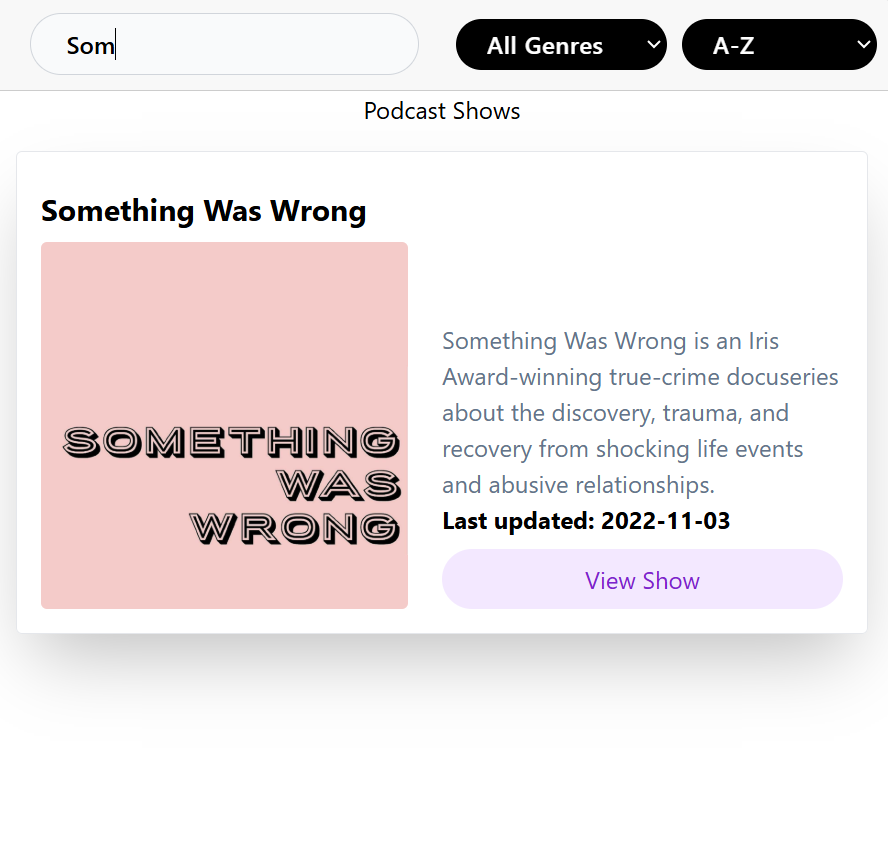 Som
All Genres
A-Z
Podcast Shows
Something Was Wrong
SOMETHING
WAS
WRONG
Something Was Wrong is an Iris
Award-winning true-crime docuseries
about the discovery, trauma, and
recovery from shocking life events
and abusive relationships.
Last updated: 2022-11-03
View Show